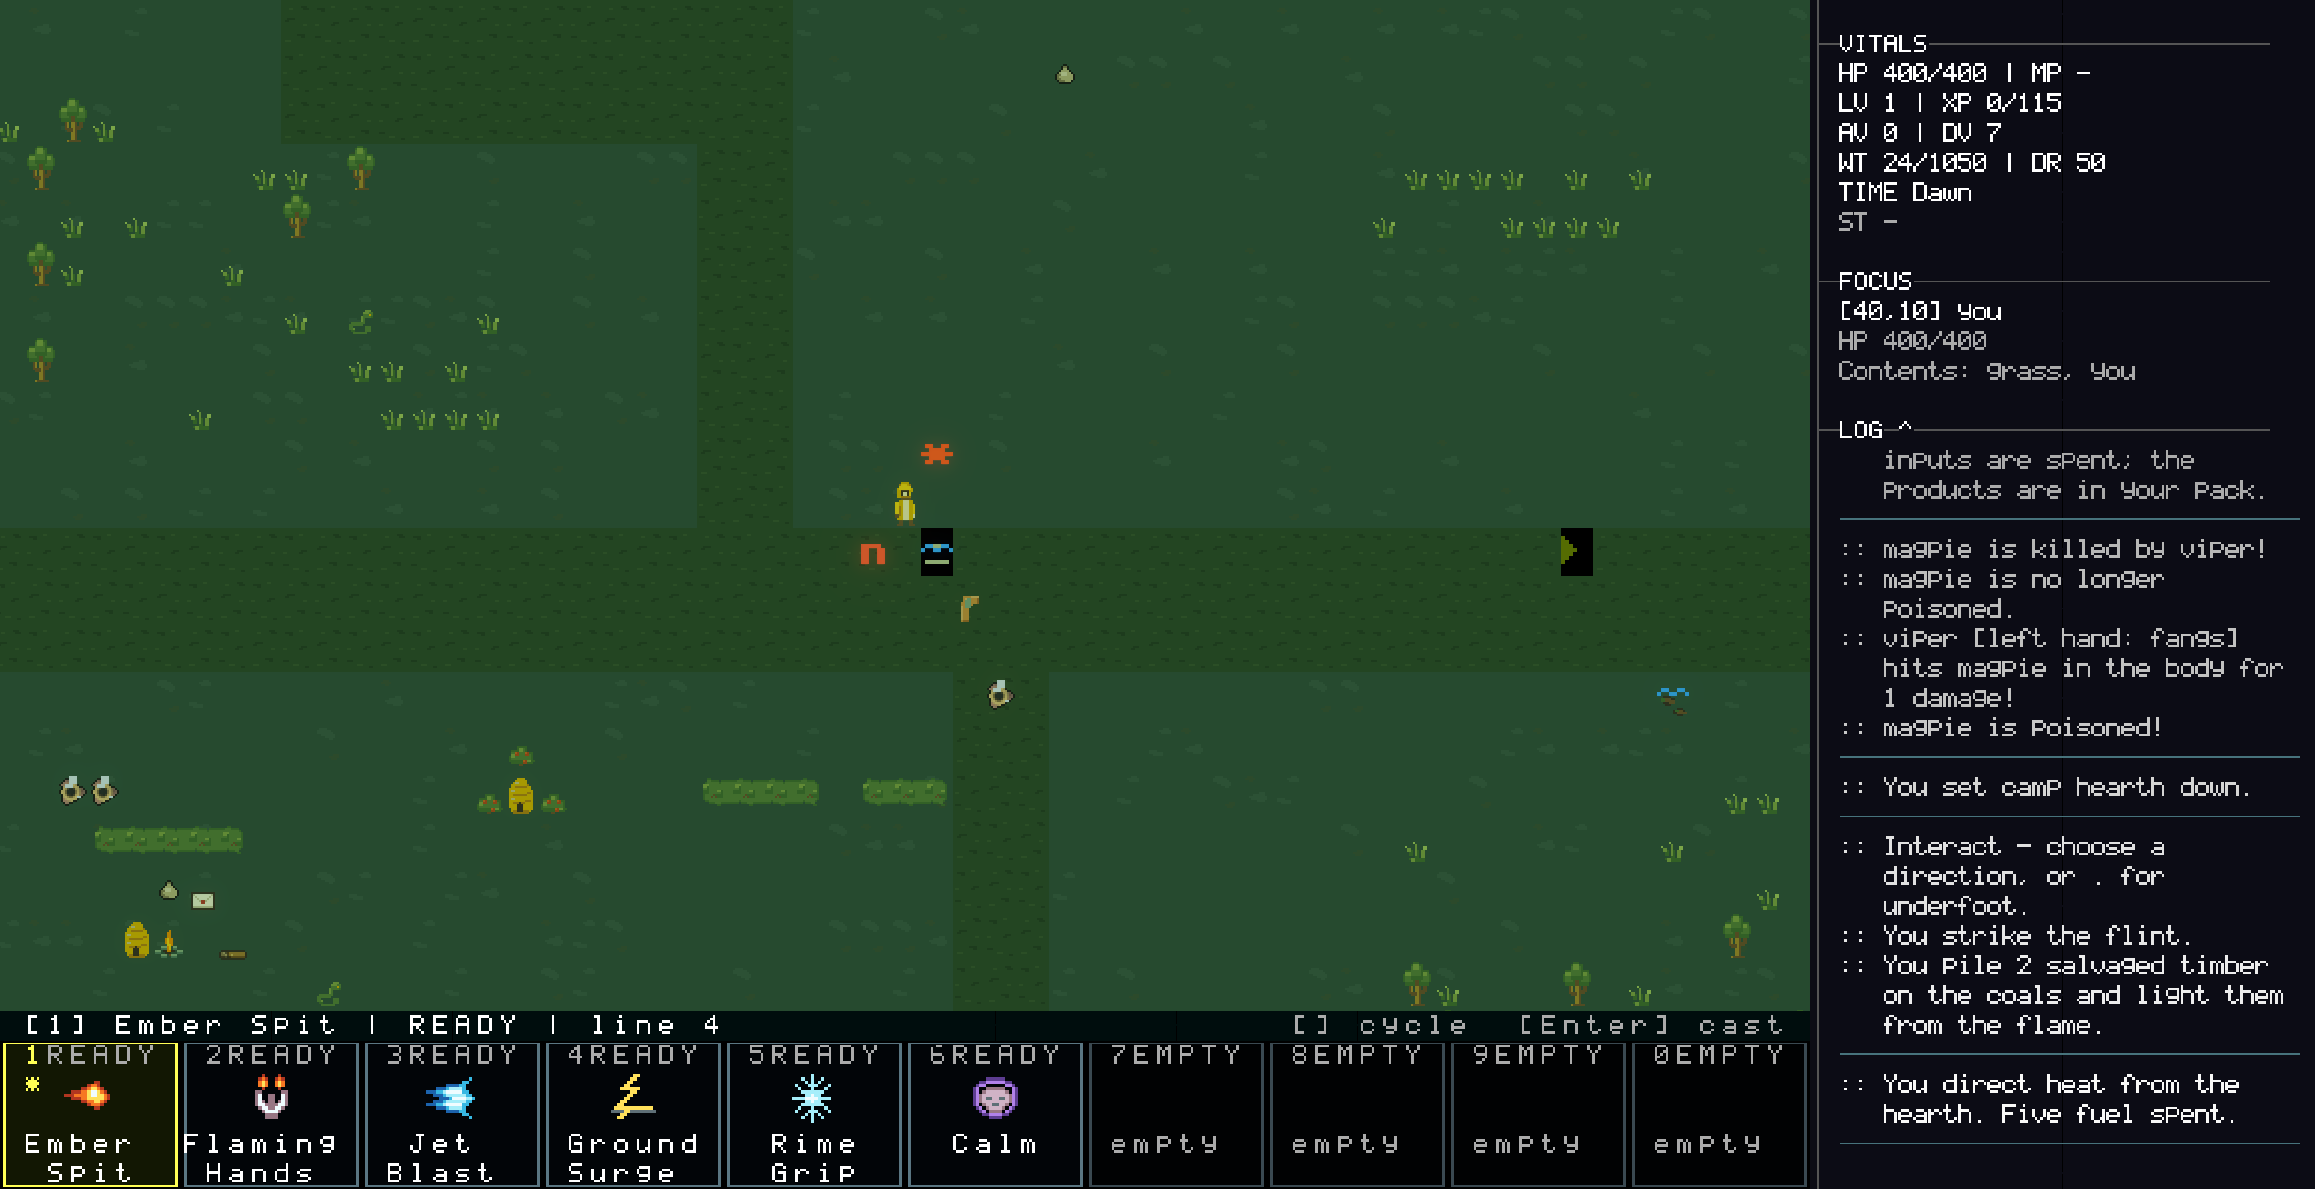 VITALS
HP 400/400 | MP -
LV 1 | XP 0/115
AV 0 | DV 7
WT 24/1050 | DR 50
TIME Dawn
ST -
FOCUS
[40,10] you
HP 400/400
Contents: grass, you
LOG ^
inputs are spent; the
products are in your pack.
:: magpie is killed by viper!
:: magpie is no longer
poisoned.
:: viper [left hand: fangs]
hits magpie in the body for
1 damage!
:: magpie is poisoned!
:: You set camp hearth down.
:: Interact - choose a
direction, or . for
underfoot.
:: You strike the flint.
:: You pile 2 salvaged timber
on the coals and light them
from the flame.
:: You direct heat from the
hearth. Five fuel spent.
[1] Ember Spit | READY | line 4
[] cycle [Enter] cast
1READY 2READY 3READY 4READY 5READY 6READY 7EMPTY 8EMPTY 9EMPTY 0EMPTY
Ember Spit
Flaming Hands
Jet Blast
Ground Surge
Rime Grip
Calm
empty
empty
empty
empty